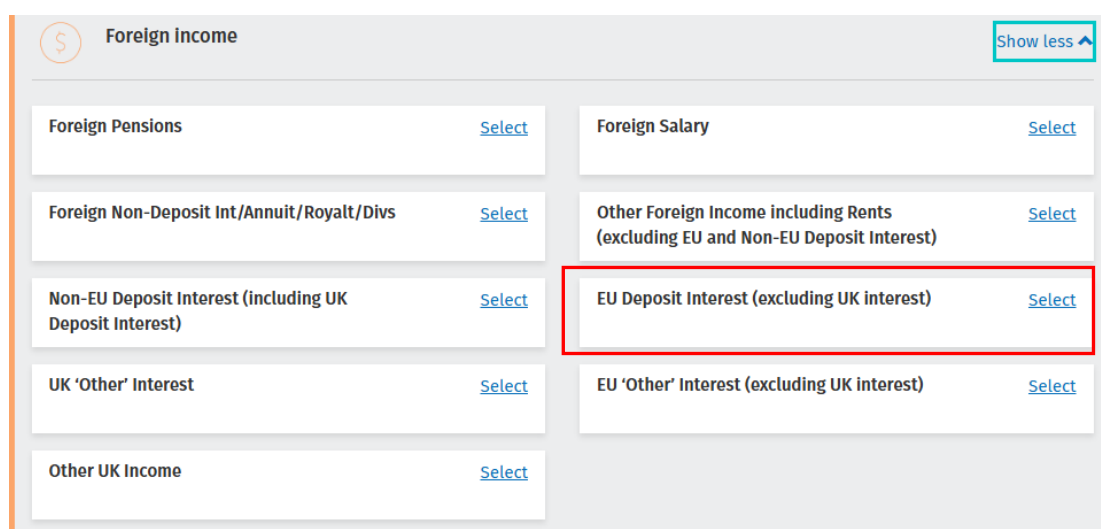 $
Foreign income
Show less
Foreign Pensions
Select
Foreign Salary
Select
Foreign Non-Deposit Int/Annuit/Royalt/Divs
Select
Other Foreign Income including Rents
(excluding EU and Non-EU Deposit Interest)
Select
Non-EU Deposit Interest (including UK
Deposit Interest)
Select
EU Deposit Interest (excluding UK interest)
Select
UK ‘Other’ Interest
Select
EU ‘Other’ Interest (excluding UK interest)
Select
Other UK Income
Select